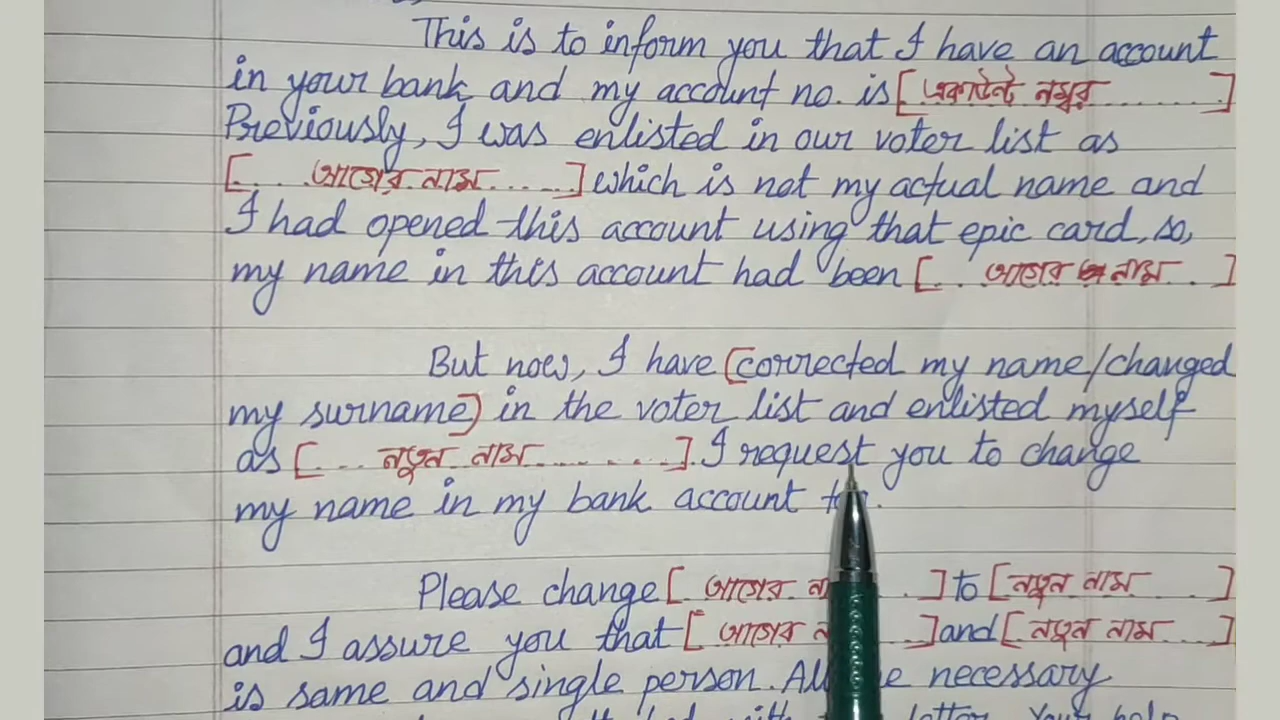 This is to inform you that I have an account
in your bank and my account no. is [ একাউন্ট নম্বর ........ ]
Previously, I was enlisted in our voter list as
[. ... আগের নাম ... ...] which is not my actual name and
I had opened this account using that epic card, so,
my name in this account had been [. .. আগের নাম .. ]
But now, I have [corrected my name/changed
my surname] in the voter list and enlisted myself
as [. .. নতুন নাম ....... . . ..]. I request you to change
my name in my bank account
Please change [ আগের ..] to [ নতুন নাম ... ]
and I assure you that [ আগের ..] and [ .. নতুন নাম ... ]
is same and single person. necessary
letter. Your help